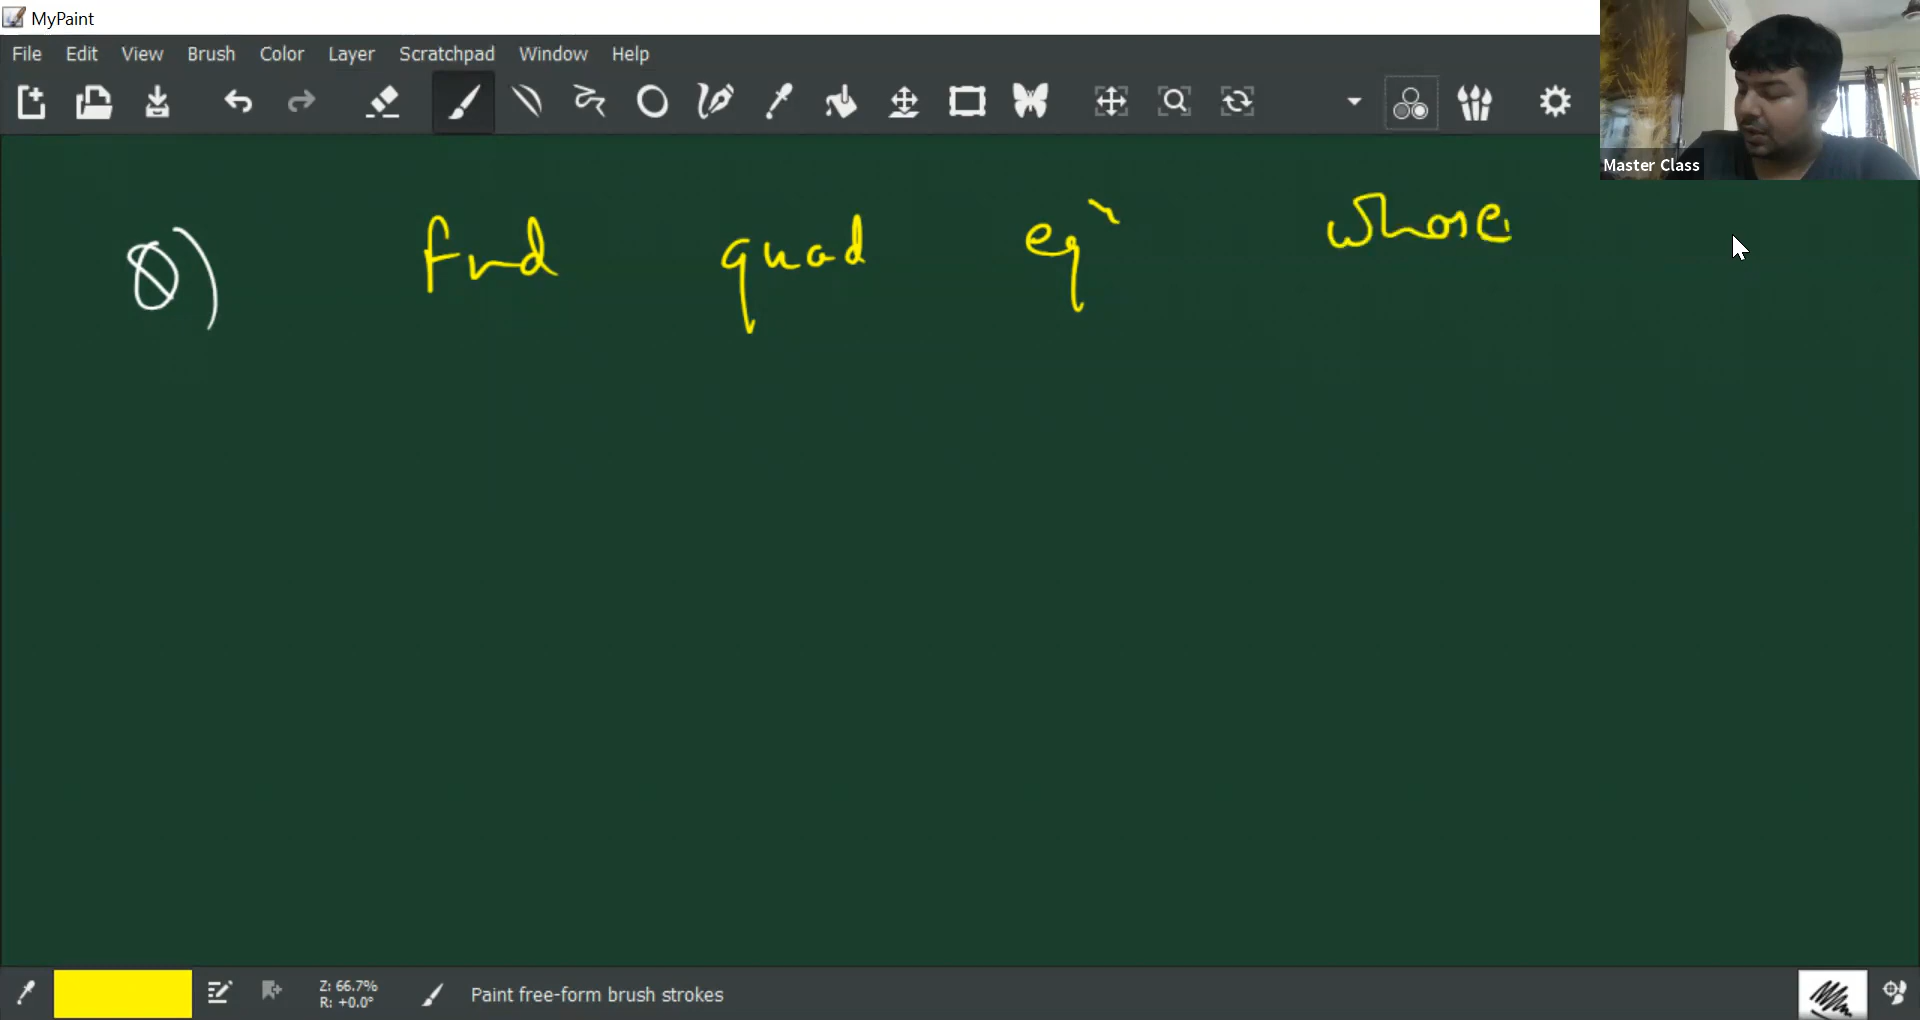 MyPaint
File Edit View Brush Color Layer Scratchpad Window Help
Master Class
Q) find quad eqⁿ whose
Z: 66.7%
R: +0.0°
Paint free-form brush strokes